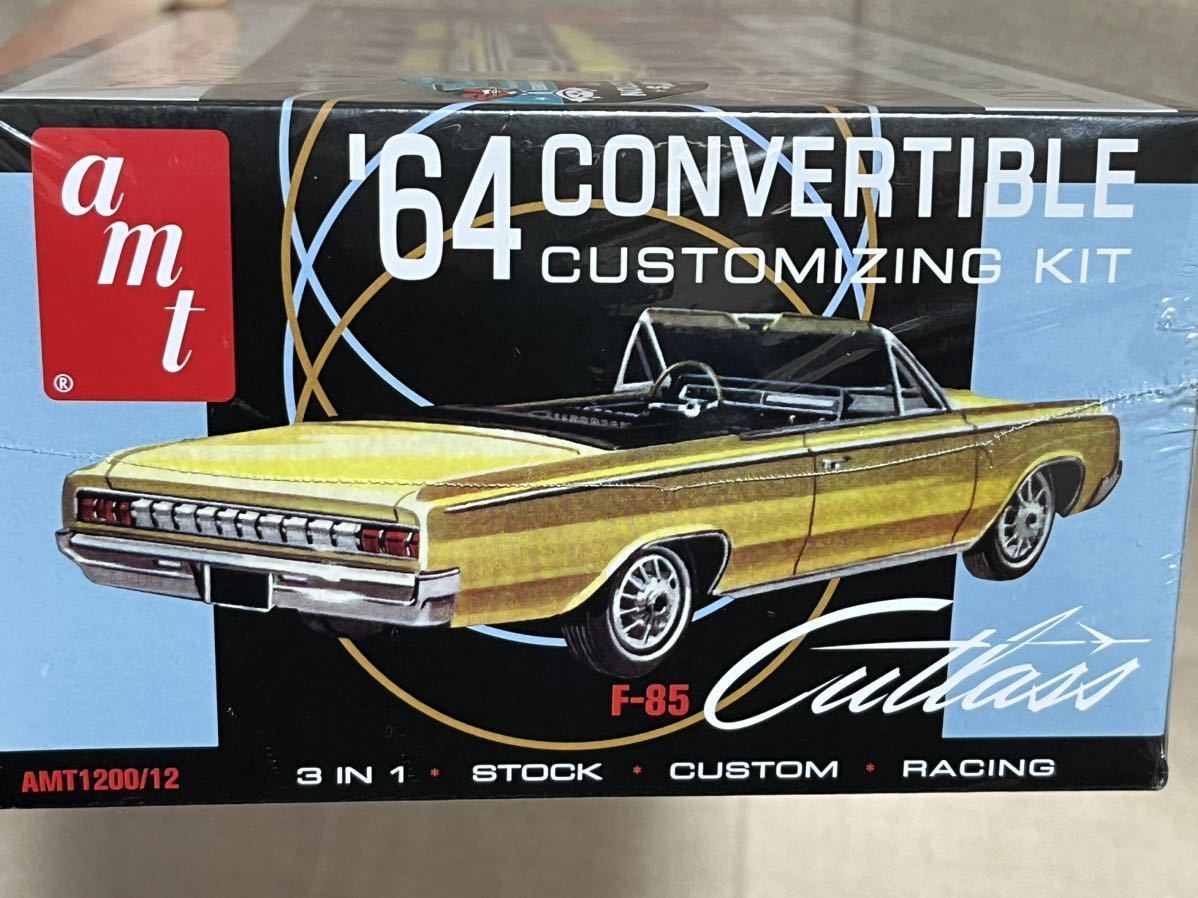 amt
®
'64 CONVERTIBLE
CUSTOMIZING KIT
F-85 Cutlass
AMT1200/12
3 IN 1 * STOCK * CUSTOM * RACING